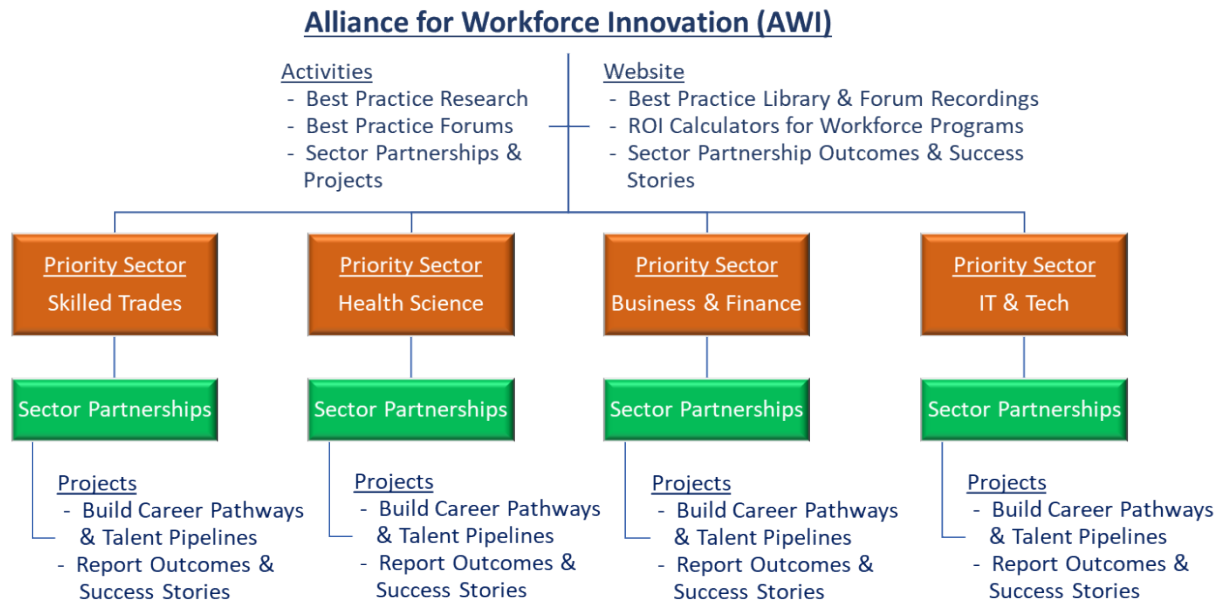 Alliance for Workforce Innovation (AWI)
Activities
- Best Practice Research
- Best Practice Forums
- Sector Partnerships &
Projects
Website
- Best Practice Library & Forum Recordings
- ROI Calculators for Workforce Programs
- Sector Partnership Outcomes & Success
Stories
Priority Sector
Skilled Trades
Priority Sector
Health Science
Priority Sector
Business & Finance
Priority Sector
IT & Tech
Sector Partnerships
Sector Partnerships
Sector Partnerships
Sector Partnerships
Projects
- Build Career Pathways
& Talent Pipelines
- Report Outcomes &
Success Stories
Projects
- Build Career Pathways
& Talent Pipelines
- Report Outcomes &
Success Stories
Projects
- Build Career Pathways
& Talent Pipelines
- Report Outcomes &
Success Stories
Projects
- Build Career Pathways
& Talent Pipelines
- Report Outcomes &
Success Stories